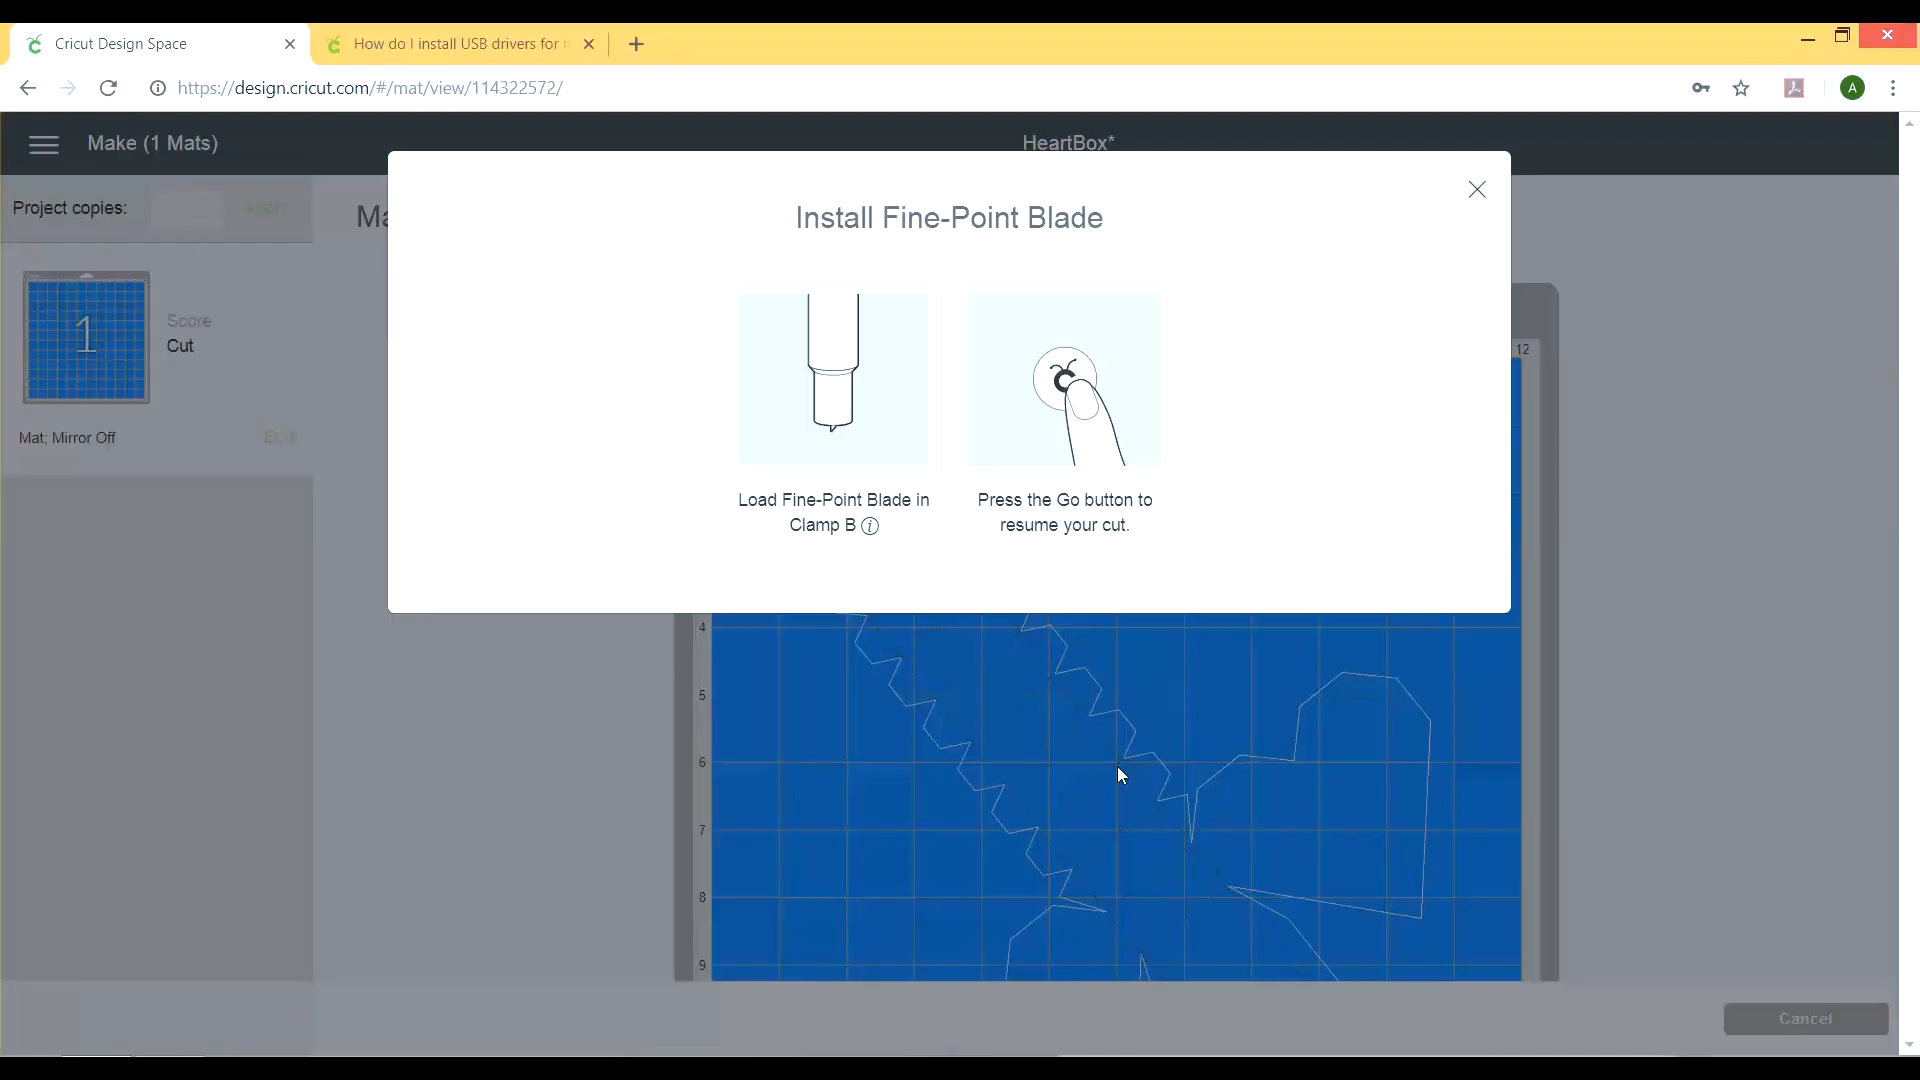 Cricut Design Space
How do I install USB drivers for
https://design.cricut.com/#/mat/view/114322572/
A
Make (1 Mats)
HeartBox*
Project copies:
Install Fine-Point Blade
1
Score
Cut
12
Mat; Mirror Off
Edit
Load Fine-Point Blade in
Clamp B
Press the Go button to
resume your cut.
4
5
6
7
8
9
Cancel